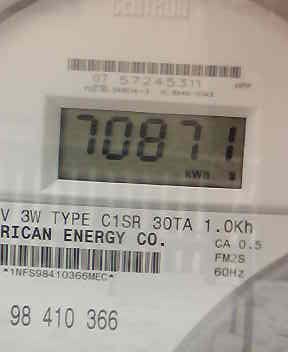 CENTRON
07 57245311
70871
kWh
V 3W TYPE C1SR 30TA 1.0Kh
RICAN ENERGY CO.
CA 0.5
FM2S
60Hz
*1NFS98410366MEC*
98 410 366